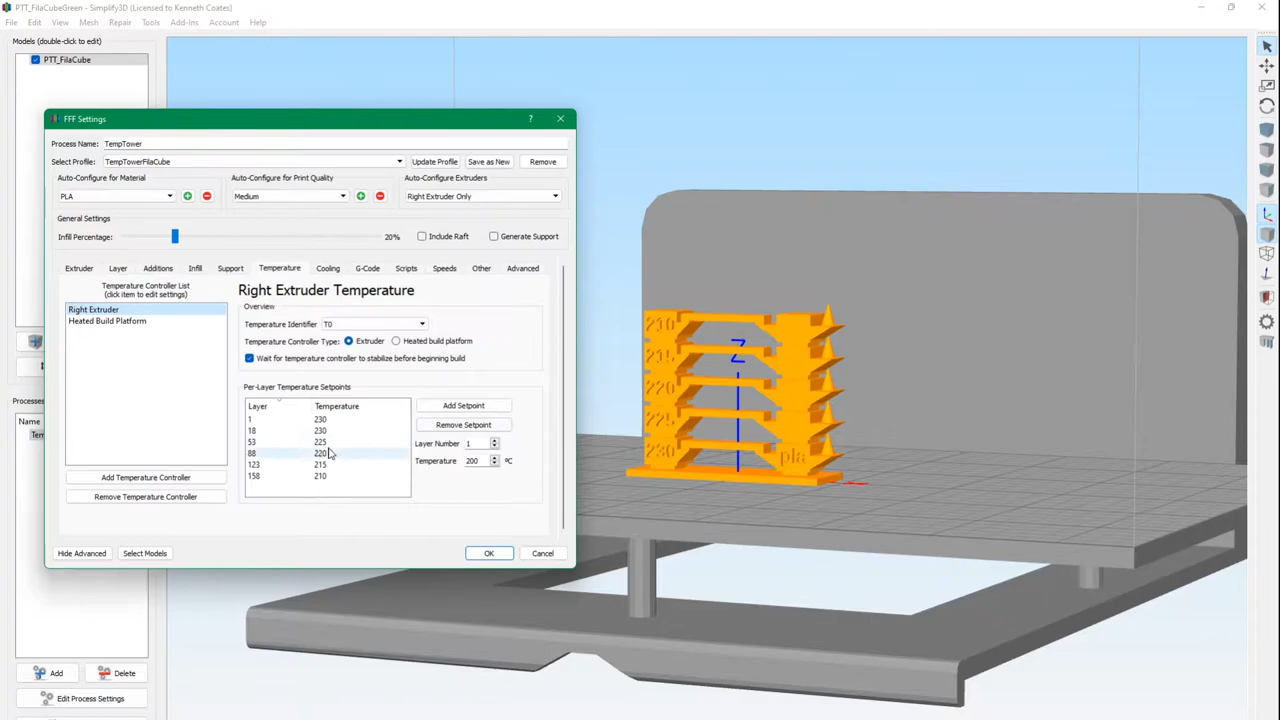 PTT_FilaCubeGreen - Simplify3D (Licensed to Kenneth Coates)
File Edit View Mesh Repair Tools Add-Ins Account Help
Models (double-click to edit)
PTT_FilaCube
FFF Settings
?
Process Name: TempTower
Select Profile: TempTowerFilaCube Update Profile Save as New Remove
Auto-Configure for Material Auto-Configure for Print Quality Auto-Configure Extruders
PLA Medium Right Extruder Only
General Settings
Infill Percentage: 20% Include Raft Generate Support
Extruder Layer Additions Infill Support Temperature Cooling G-Code Scripts Speeds Other Advanced
Temperature Controller List
(click item to edit settings)
Right Extruder
Heated Build Platform
Add Temperature Controller
Remove Temperature Controller
Right Extruder Temperature
Overview
Temperature Identifier T0
Temperature Controller Type: Extruder Heated build platform
Wait for temperature controller to stabilize before beginning build
Per-Layer Temperature Setpoints
Layer Temperature
1 230
18 230
53 225
88 220
123 215
158 210
Add Setpoint
Remove Setpoint
Layer Number 1
Temperature 200 ºC
Hide Advanced Select Models OK Cancel
Processes
Name
Tem
Add Delete
Edit Process Settings
210
215
220
225
230 pla
Z